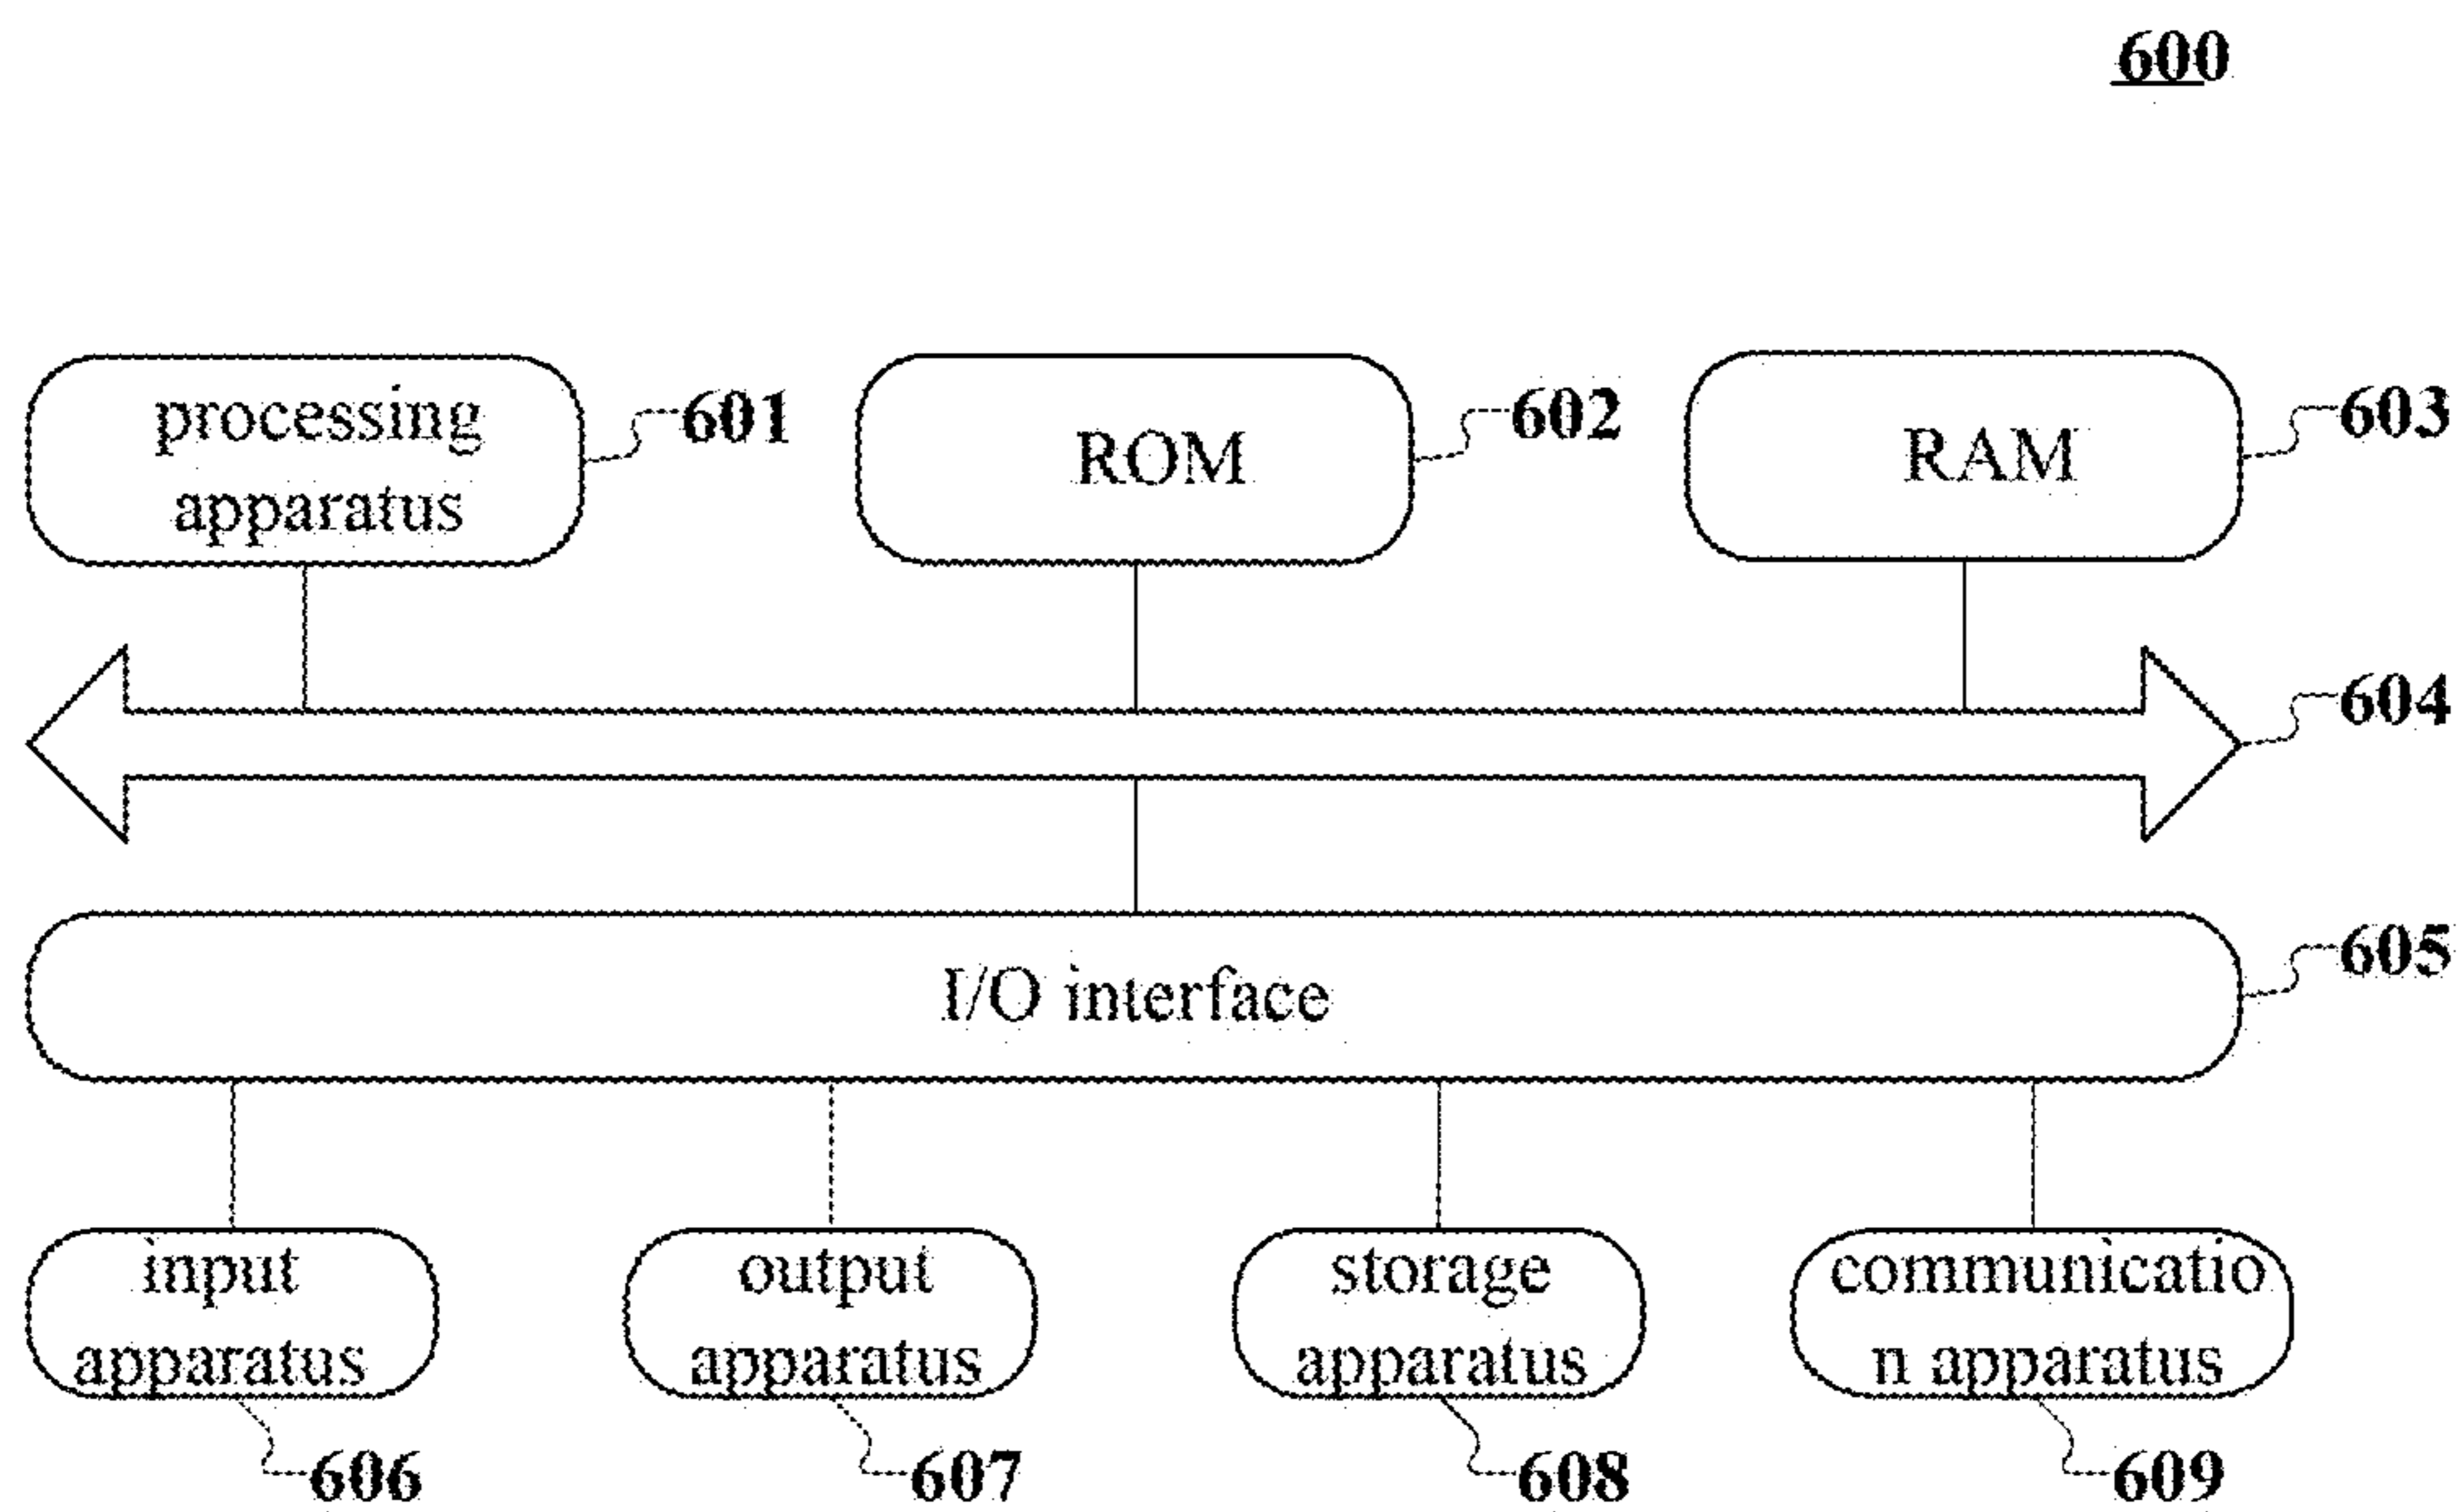 600
processing
apparatus
601
ROM
602
RAM
603
604
I/O interface
605
input
apparatus
606
output
apparatus
607
storage
apparatus
608
communicatio
n apparatus
609